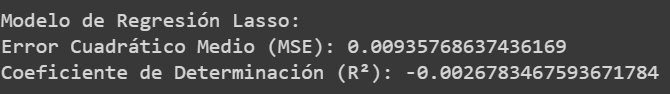 Modelo de Regresión Lasso:
Error Cuadrático Medio (MSE): 0.00935768637436169
Coeficiente de Determinación (R²): -0.0026783467593671784